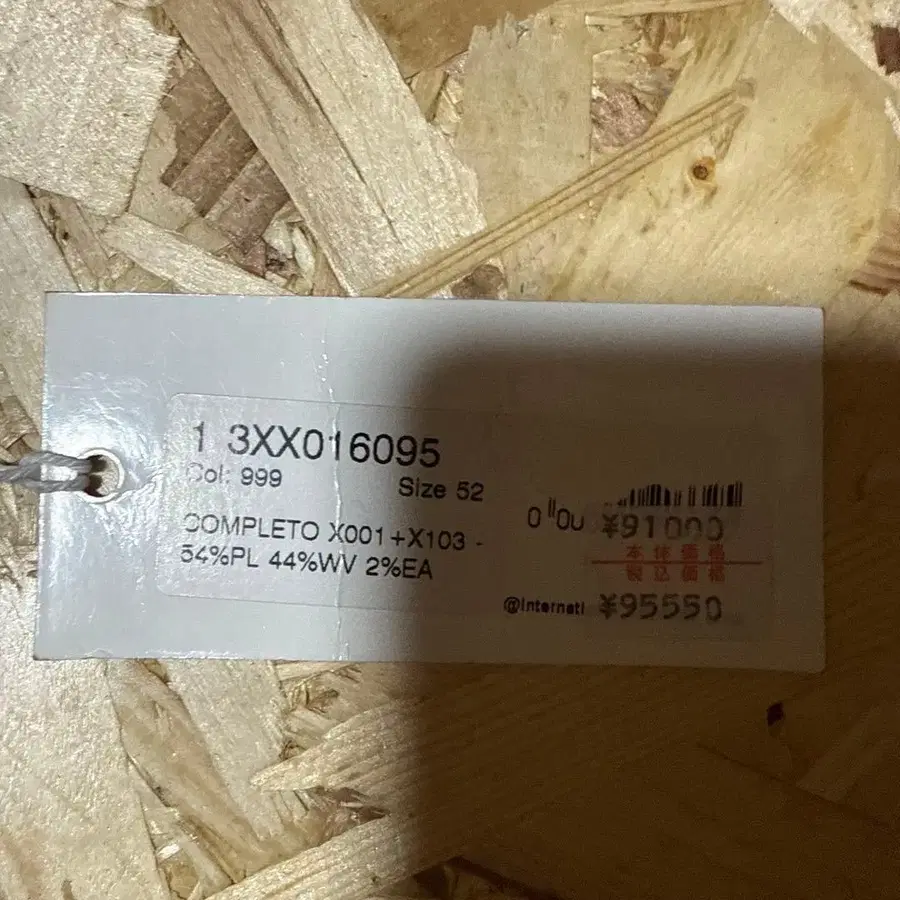 1 3XX016095
Col: 999 Size 52
COMPLETO X001+X103 -
54%PL 44%WV 2%EA
¥91000
本体価格
税込価格
@Internati ¥95550